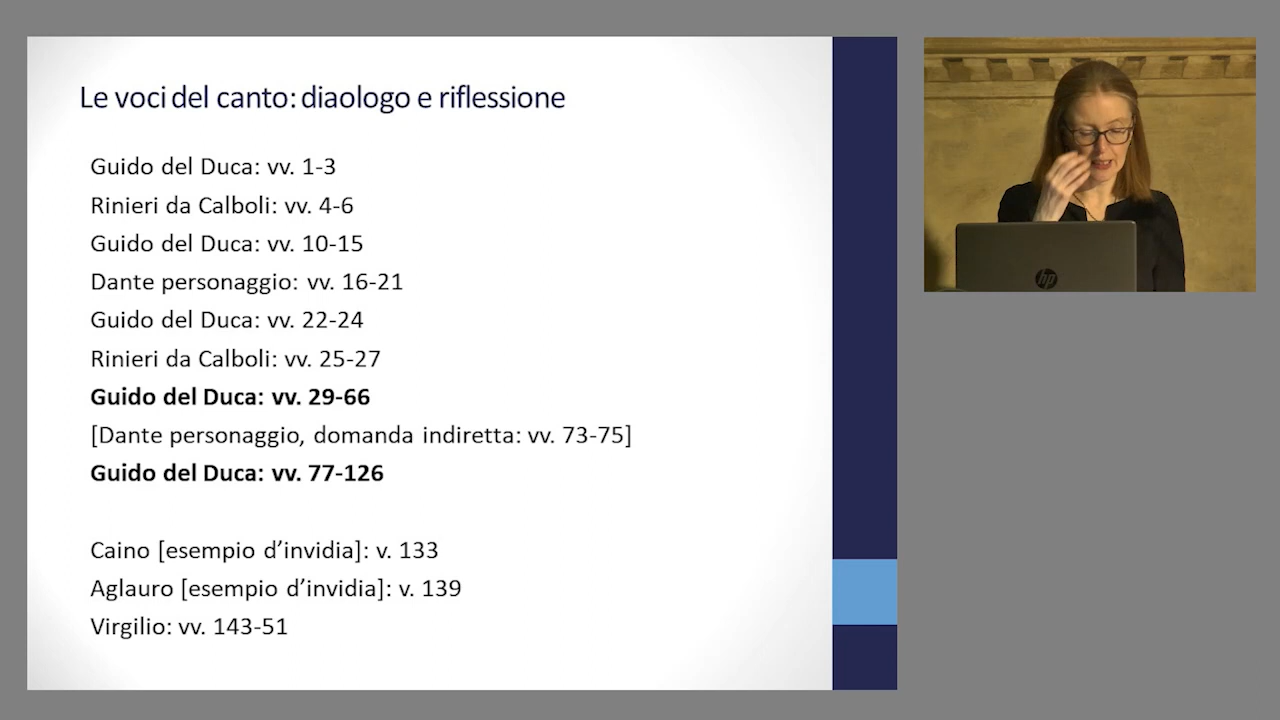 Le voci del canto: diaologo e riflessione
Guido del Duca: vv. 1-3
Rinieri da Calboli: vv. 4-6
Guido del Duca: vv. 10-15
Dante personaggio: vv. 16-21
Guido del Duca: vv. 22-24
Rinieri da Calboli: vv. 25-27
Guido del Duca: vv. 29-66
[Dante personaggio, domanda indiretta: vv. 73-75]
Guido del Duca: vv. 77-126
Caino [esempio d’invidia]: v. 133
Aglauro [esempio d’invidia]: v. 139
Virgilio: vv. 143-51
hp